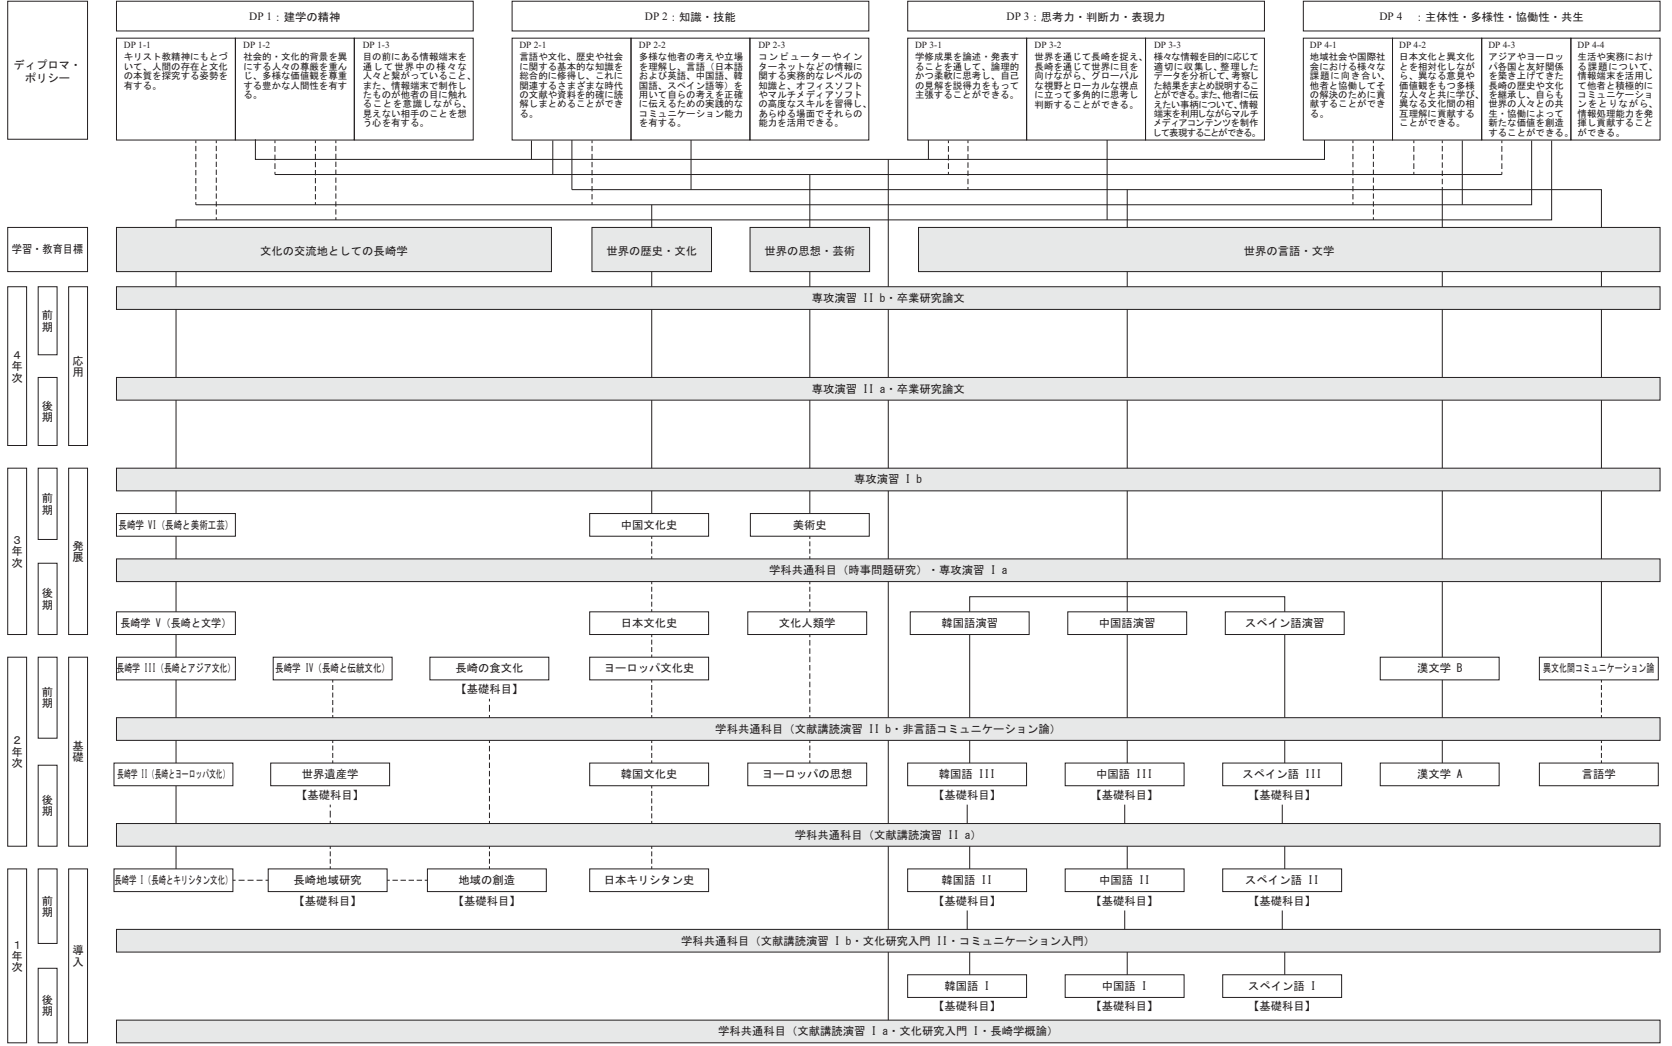 ディプロマ・
ポリシー
DP 1：建学の精神
DP 1-1
キリスト教精神にもとづ
いて、人間の存在と文化
の本質を探究する姿勢を
有する。
DP 1-2
社会的・文化的背景を異
にする人々の尊厳を重ん
じ、多様な価値観を尊重
する豊かな人間性を有す
る。
DP 1-3
目の前にある情報端末を
通して世界中の様々な
人々と繋がっていること、
また、情報端末で制作し
たものが他者の目に触れ
ることを意識しながら、
見えない相手のことを想
う心を有する。
DP 2：知識・技能
DP 2-1
言語や文化、歴史や社会
に関する基本的な知識を
総合的に修得し、これに
関連するさまざまな時代
の文献や資料を的確に読
解しまとめることができ
る。
DP 2-2
多様な他者の考えや立場
を理解し、言語（日本語
および英語、中国語、韓
国語、スペイン語等）を
用いて自らの考えを正確
に伝えるための実践的な
コミュニケーション能力
を有する。
DP 2-3
コンピューターやイン
ターネットなどの情報に
関する実務的なレベルの
知識と、オフィスソフト
やマルチメディアソフト
の高度なスキルを習得し、
あらゆる場面でそれらの
能力を活用できる。
DP 3：思考力・判断力・表現力
DP 3-1
学修成果を論述・発表す
ることを通して、論理的
かつ柔軟に思考し、自己
の見解を説得力をもって
主張することができる。
DP 3-2
世界を通じて長崎を捉え、
長崎を通じて世界に目を
向けながら、グローバル
な視野とローカルな視点
に立って多角的に思考し
判断することができる。
DP 3-3
様々な情報を目的に応じて
適切に収集し、整理した
データを分析して、考察し
た結果をまとめ説明するこ
とができる。また、他者に伝
えたい事柄について、情報
端末を利用しながらマルチ
メディアコンテンツを制作
して表現することができる。
DP 4　：主体性・多様性・協働性・共生
DP 4-1
地域社会や国際社
会における様々な
課題に向き合い、
他者と協働してそ
の解決のために貢
献することができ
る。
DP 4-2
日本文化と異文化
とを相対化しなが
ら、異なる意見や
価値観をもつ多様
な人々と共に学び、
異なる文化間の相
互理解に貢献する
ことができる。
DP 4-3
アジアやヨーロッ
パ各国と友好関係
を築き上げてきた
長崎の歴史や文化
を継承し、自らも
世界の人々との共
生・協働によって
新たな価値を創造
することができる。
DP 4-4
生活や実務におけ
る課題について、
情報端末を活用し
て他者と積極的に
コミュニケーショ
ンをとりながら、
情報処理能力を発
揮し貢献すること
ができる。
学習・教育目標
文化の交流地としての長崎学
世界の歴史・文化
世界の思想・芸術
世界の言語・文学
4年次
前期
後期
応用
専攻演習 II b・卒業研究論文
専攻演習 II a・卒業研究論文
3年次
前期
後期
発展
専攻演習 I b
長崎学 VI（長崎と美術工芸）
中国文化史
美術史
学科共通科目（時事問題研究）・専攻演習 I a
長崎学 V（長崎と文学）
日本文化史
文化人類学
韓国語演習
中国語演習
スペイン語演習
2年次
前期
後期
基礎
長崎学 III（長崎とアジア文化）
長崎学 IV（長崎と伝統文化）
長崎の食文化
【基礎科目】
ヨーロッパ文化史
漢文学 B
異文化間コミュニケーション論
学科共通科目（文献講読演習 II b・非言語コミュニケーション論）
長崎学 II（長崎とヨーロッパ文化）
世界遺産学
【基礎科目】
韓国文化史
ヨーロッパの思想
韓国語 III
【基礎科目】
中国語 III
【基礎科目】
スペイン語 III
【基礎科目】
漢文学 A
言語学
学科共通科目（文献講読演習 II a）
1年次
前期
後期
導入
長崎学 I（長崎とキリシタン文化）
長崎地域研究
【基礎科目】
地域の創造
【基礎科目】
日本キリシタン史
韓国語 II
【基礎科目】
中国語 II
【基礎科目】
スペイン語 II
【基礎科目】
学科共通科目（文献講読演習 I b・文化研究入門 II・コミュニケーション入門）
韓国語 I
【基礎科目】
中国語 I
【基礎科目】
スペイン語 I
【基礎科目】
学科共通科目（文献講読演習 I a・文化研究入門 I・長崎学概論）